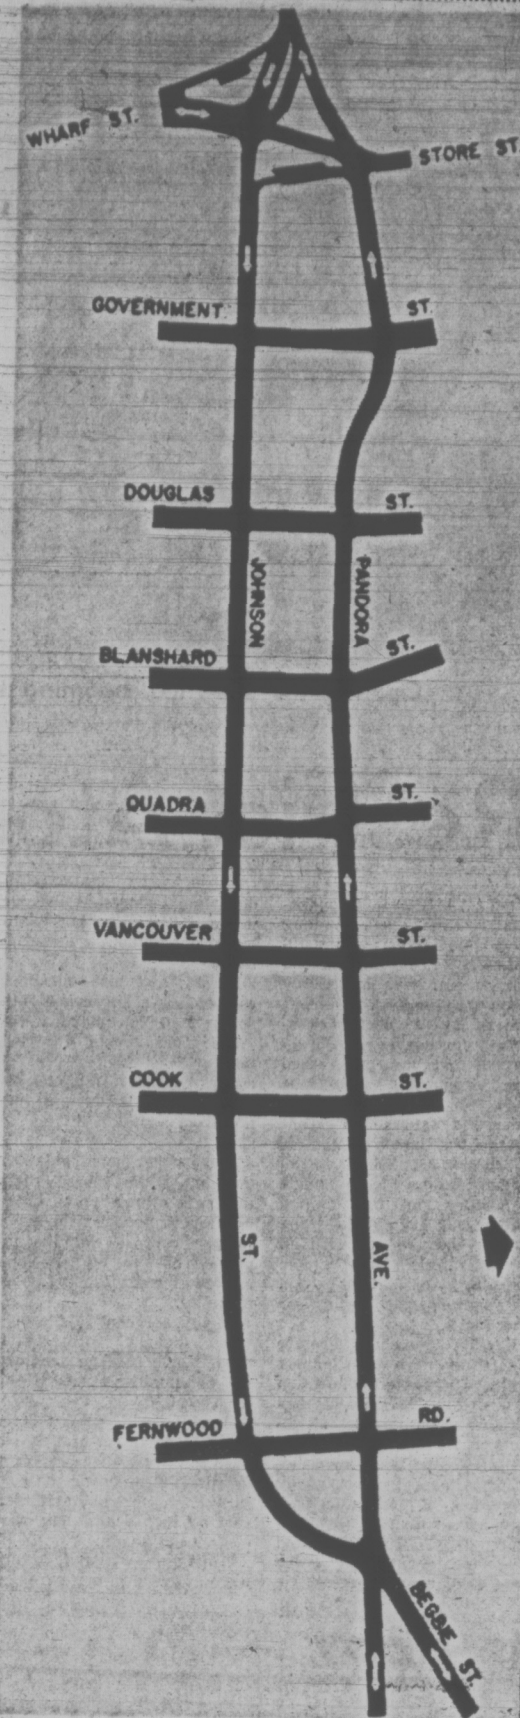 WHARF ST.
STORE ST.
GOVERNMENT ST.
DOUGLAS ST.
JOHNSON
PANDORA
BLANSHARD ST.
QUADRA ST.
VANCOUVER ST.
COOK ST.
ST.
AVE.
FERNWOOD RD.
BEGBIE ST.